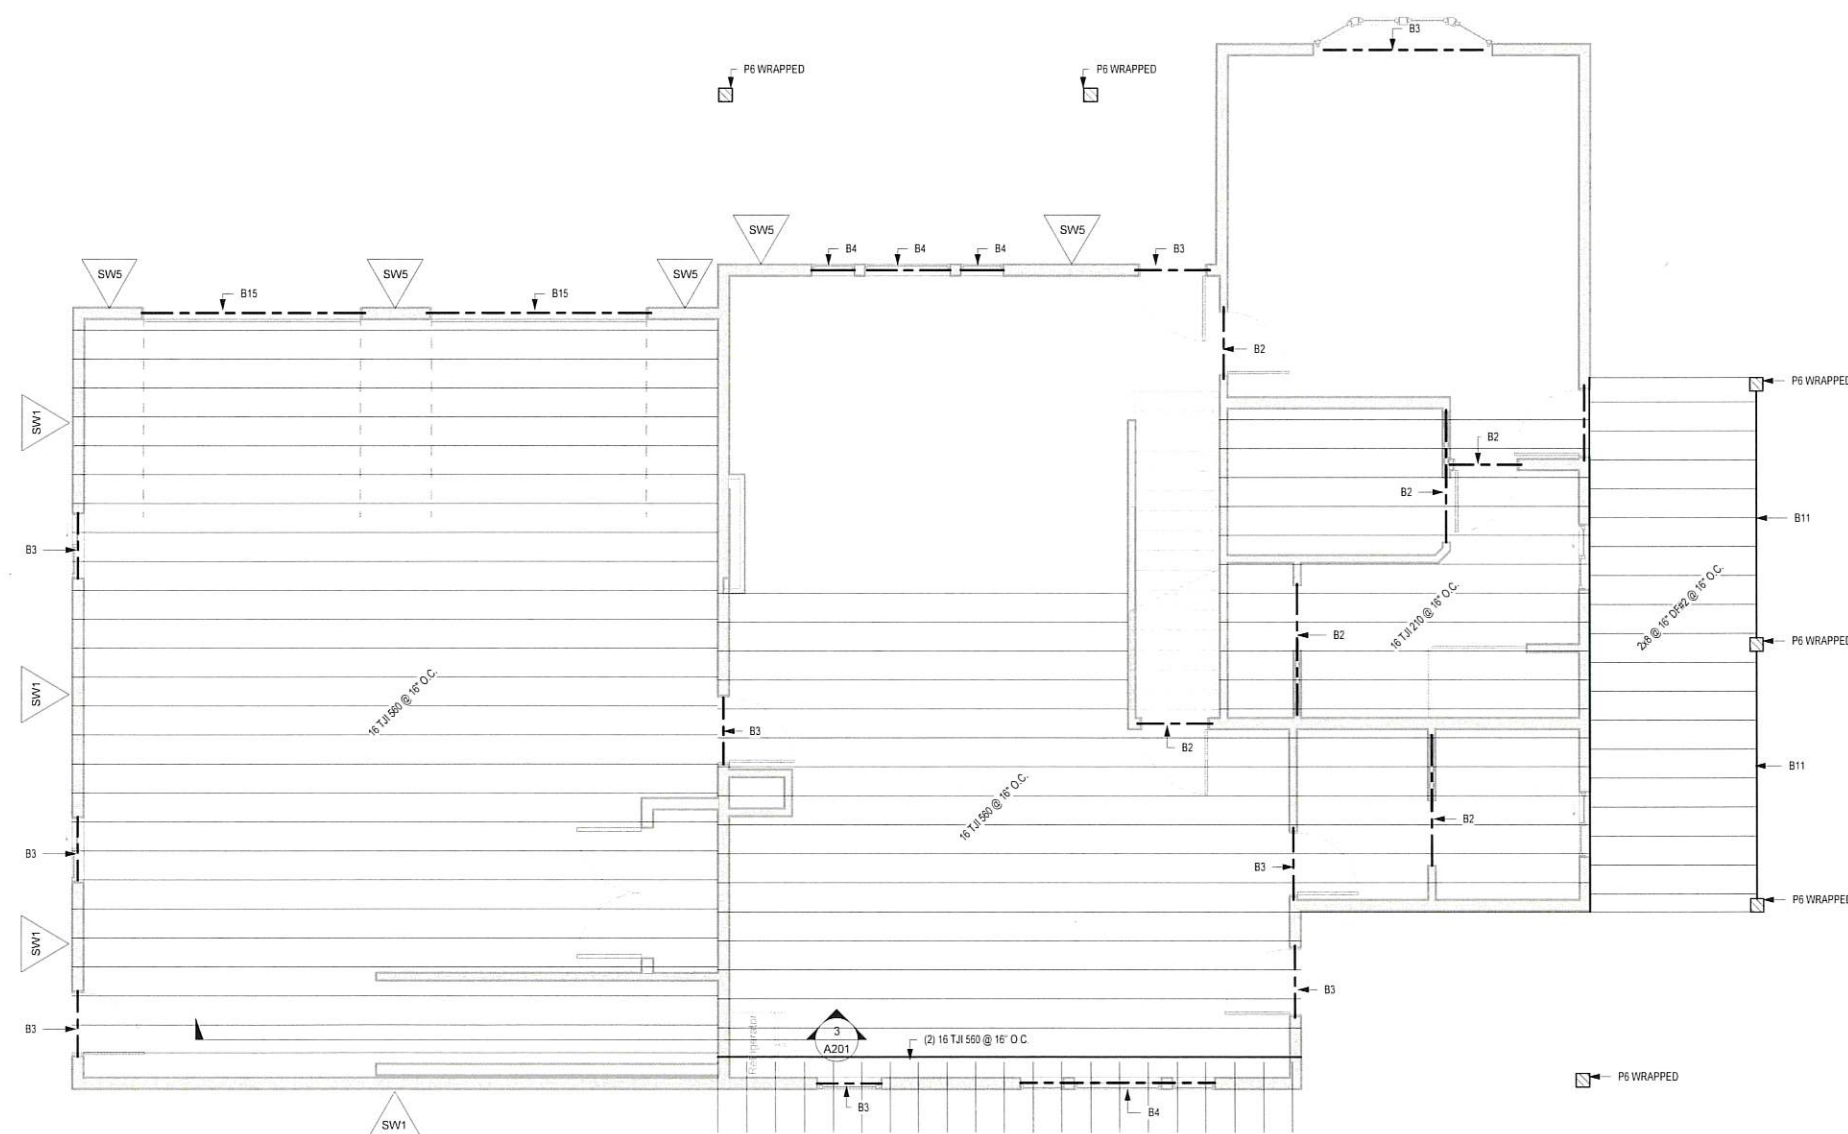 B3
P6 WRAPPED
P6 WRAPPED
SW5
SW5
B4
B4
B4
B3
SW5
SW5
SW5
B15
B15
B2
P6 WRAPPED
SW1
B2
B2
B11
B3
2x8 @ 16" DF#2 @ 16" O.C.
16 TJI 210 @ 16" O.C.
B2
P6 WRAPPED
SW1
16 TJI 560 @ 16" O.C.
B3
B2
B11
16 TJI 560 @ 16" O.C.
B2
B3
B3
P6 WRAPPED
SW1
B3
B3
Refrigerator
3
A201
(2) 16 TJI 560 @ 16" O.C.
P6 WRAPPED
B3
B4
SW1